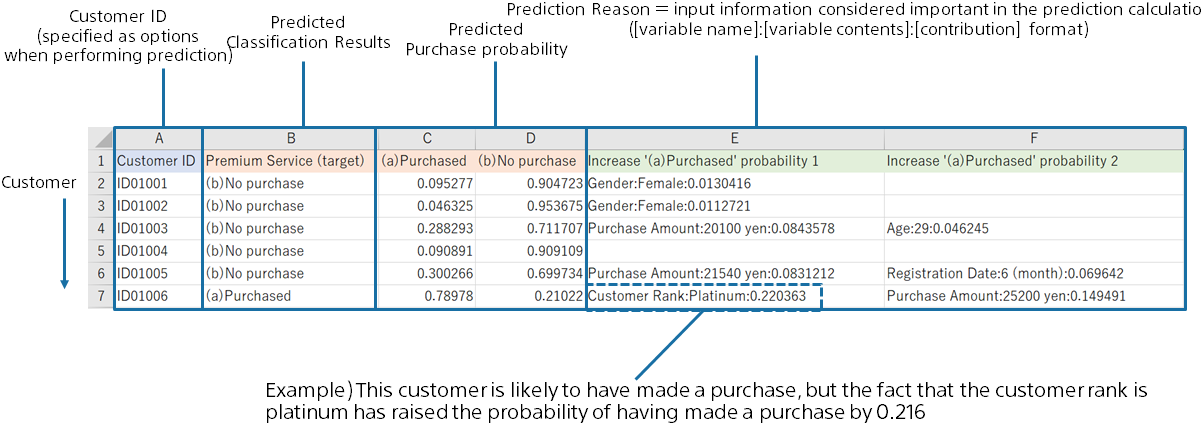 Customer ID
(specified as options
when performing prediction)
Predicted
Classification Results
Predicted
Purchase probability
Prediction Reason = input information considered important in the prediction calculatio
([variable name]:[variable contents]:[contribution] format)
A B C D E F
1 Customer ID Premium Service (target) (a)Purchased (b)No purchase Increase '(a)Purchased' probability 1 Increase '(a)Purchased' probability 2
Customer
2 ID01001 (b)No purchase 0.095277 0.904723 Gender:Female:0.0130416
3 ID01002 (b)No purchase 0.046325 0.953675 Gender:Female:0.0112721
4 ID01003 (b)No purchase 0.288293 0.711707 Purchase Amount:20100 yen:0.0843578 Age:29:0.046245
5 ID01004 (b)No purchase 0.090891 0.909109
6 ID01005 (b)No purchase 0.300266 0.699734 Purchase Amount:21540 yen:0.0831212 Registration Date:6 (month):0.069642
7 ID01006 (a)Purchased 0.78978 0.21022 Customer Rank:Platinum:0.220363 Purchase Amount:25200 yen:0.149491
Example) This customer is likely to have made a purchase, but the fact that the customer rank is
platinum has raised the probability of having made a purchase by 0.216